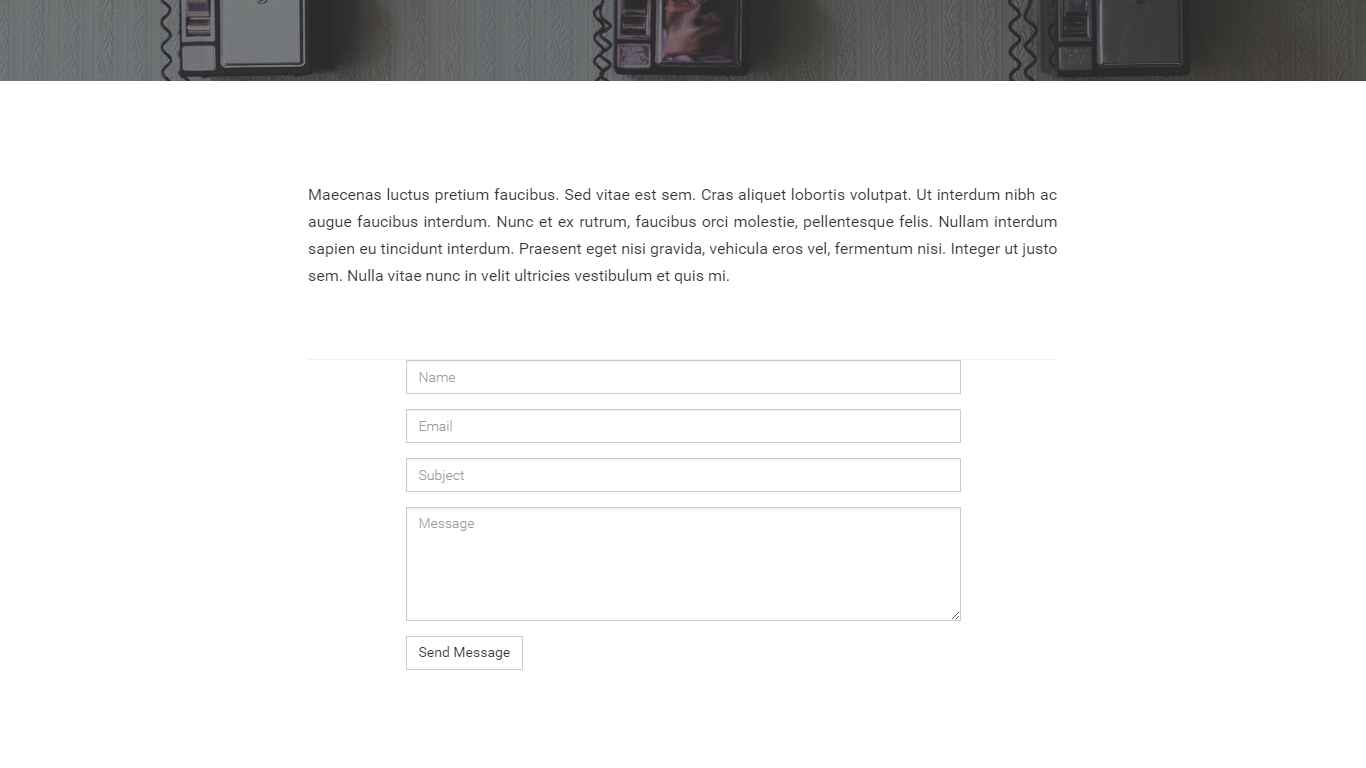 Maecenas luctus pretium faucibus. Sed vitae est sem. Cras aliquet lobortis volutpat. Ut interdum nibh ac
augue faucibus interdum. Nunc et ex rutrum, faucibus orci molestie, pellentesque felis. Nullam interdum
sapien eu tincidunt interdum. Praesent eget nisi gravida, vehicula eros vel, fermentum nisi. Integer ut justo
sem. Nulla vitae nunc in velit ultricies vestibulum et quis mi.
Name
Email
Subject
Message
Send Message